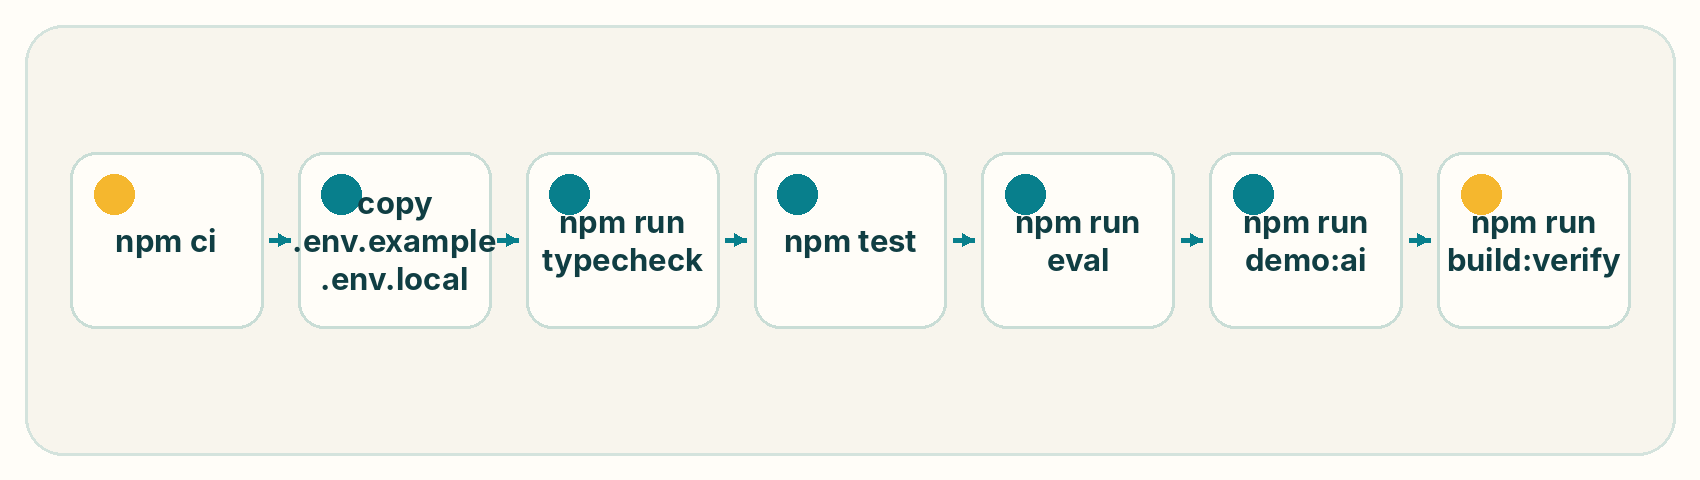 npm ci
copy
.env.example
.env.local
npm run
typecheck
npm test
npm run
eval
npm run
demo:ai
npm run
build:verify